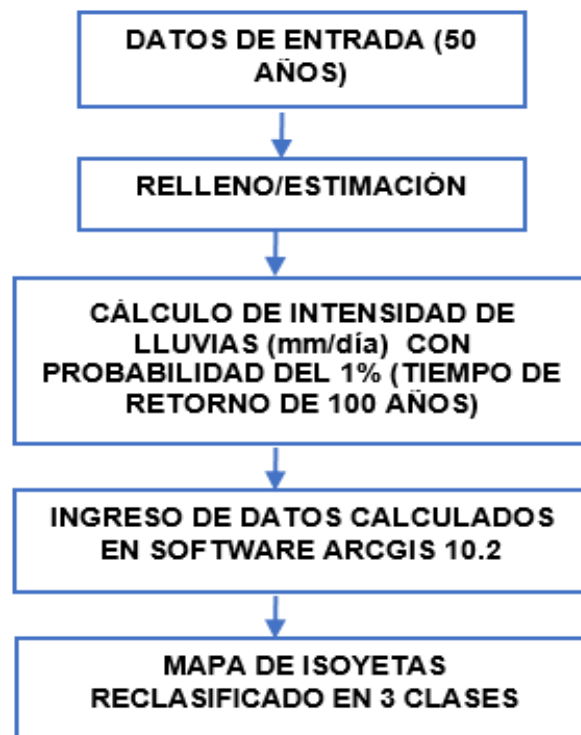 DATOS DE ENTRADA (50
AÑOS)
RELLENO/ESTIMACIÓN
CÁLCULO DE INTENSIDAD DE
LLUVIAS (mm/día) CON
PROBABILIDAD DEL 1% (TIEMPO DE
RETORNO DE 100 AÑOS)
INGRESO DE DATOS CALCULADOS
EN SOFTWARE ARCGIS 10.2
MAPA DE ISOYETAS
RECLASIFICADO EN 3 CLASES